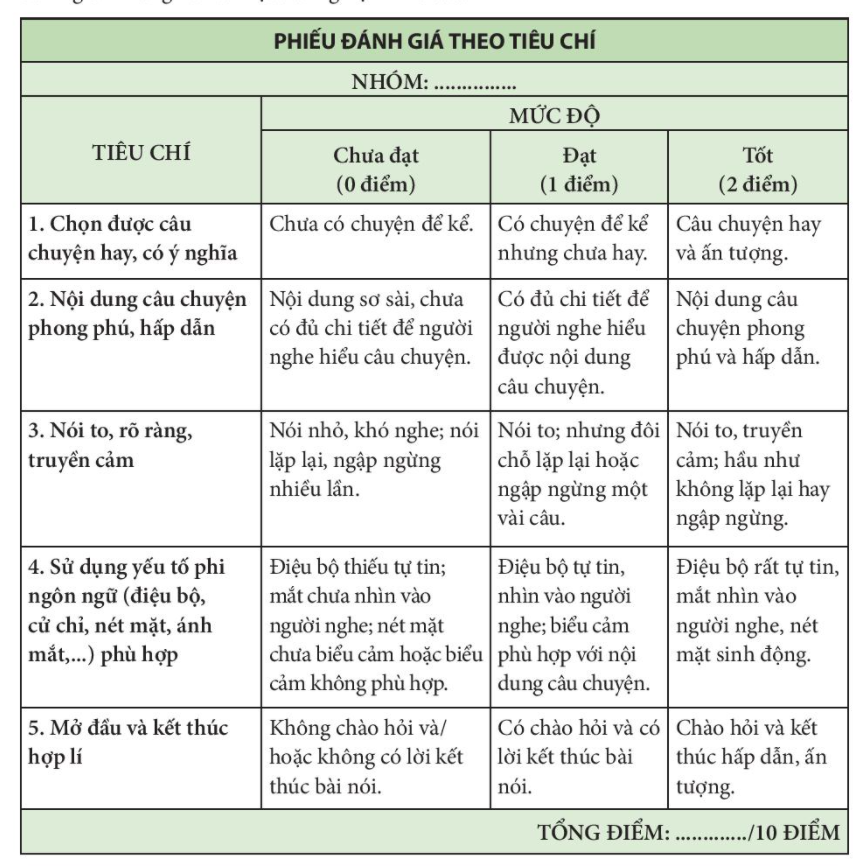 PHIẾU ĐÁNH GIÁ THEO TIÊU CHÍ
NHÓM: ...............
TIÊU CHÍ
MỨC ĐỘ
Chưa đạt
(0 điểm)
Đạt
(1 điểm)
Tốt
(2 điểm)
1. Chọn được câu
chuyện hay, có ý nghĩa
Chưa có chuyện để kể.
Có chuyện để kể
nhưng chưa hay.
Câu chuyện hay
và ấn tượng.
2. Nội dung câu chuyện
phong phú, hấp dẫn
Nội dung sơ sài, chưa
có đủ chi tiết để người
nghe hiểu câu chuyện.
Có đủ chi tiết để
người nghe hiểu
được nội dung
câu chuyện.
Nội dung câu
chuyện phong
phú và hấp dẫn.
3. Nói to, rõ ràng,
truyền cảm
Nói nhỏ, khó nghe; nói
lặp lại, ngập ngừng
nhiều lần.
Nói to; nhưng đôi
chỗ lặp lại hoặc
ngập ngừng một
vài câu.
Nói to, truyền
cảm; hầu như
không lặp lại hay
ngập ngừng.
4. Sử dụng yếu tố phi
ngôn ngữ (điệu bộ,
cử chỉ, nét mặt, ánh
mắt,...) phù hợp
Điệu bộ thiếu tự tin;
mắt chưa nhìn vào
người nghe; nét mặt
chưa biểu cảm hoặc biểu
cảm không phù hợp.
Điệu bộ tự tin,
nhìn vào người
nghe; biểu cảm
phù hợp với nội
dung câu chuyện.
Điệu bộ rất tự tin,
mắt nhìn vào
người nghe, nét
mặt sinh động.
5. Mở đầu và kết thúc
hợp lí
Không chào hỏi và/
hoặc không có lời kết
thúc bài nói.
Có chào hỏi và có
lời kết thúc bài
nói.
Chào hỏi và kết
thúc hấp dẫn, ấn
tượng.
TỔNG ĐIỂM: ............./10 ĐIỂM